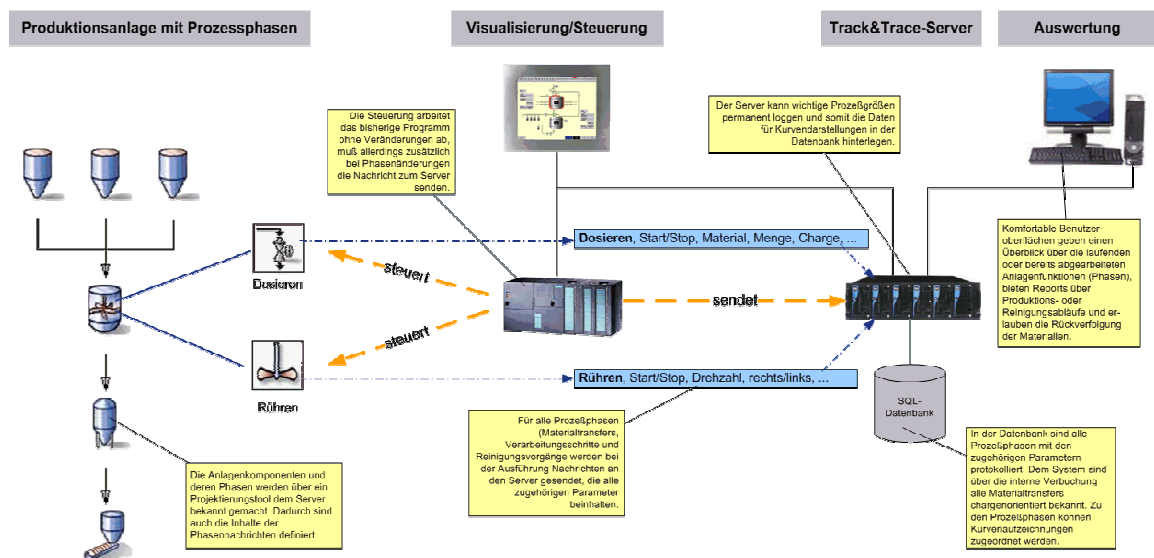 Produktionsanlage mit Prozessphasen
Visualisierung/Steuerung
Track&Trace-Server
Auswertung
Die Steuerung arbeitet
das bisherige Programm
ohne Veränderungen ab,
muß allerdings zusätzlich
bei Phasenänderungen
die Nachricht zum Server
senden.
Der Server kann wichtige Prozeßgrößen
permanent loggen und somit die Daten
für Kurvendarstellungen in der
Datenbank hinterlegen.
Dosieren
steuert
Dosieren, Start/Stop, Material, Menge, Charge, ...
sendet
Komfortable Benutzer-
oberflächen geben einen
Überblick über die laufenden
oder bereits abgearbeiteten
Anlagenfunktionen (Phasen),
bieten Reports über
Produktions- oder
Reinigungsabläufe und er-
lauben die Rückverfolgung
der Materialien.
steuert
Rühren
Rühren, Start/Stop, Drehzahl, rechts/links, ...
SQL-
Datenbank
Für alle Prozeßphasen
(Materialtransfers,
Verarbeitungsschritte und
Reinigungsvorgänge werden bei
der Ausführung Nachrichten an
den Server gesendet, die alle
zugehörigen Parameter
beinhalten.
In der Datenbank sind alle
Prozeßphasen mit den
zugehörigen Parametern
protokolliert. Dem System sind
über die interne Verbuchung
alle Materialtransfers
chargenorientiert bekannt. Zu
den Prozeßphasen können
Kurvenaufzeichnungen
zugeordnet werden.
Die Anlagenkomponenten und
deren Phasen werden über ein
Projektierungstool dem Server
bekannt gemacht. Dadurch sind
auch die Inhalte der
Phasennachrichten definiert.